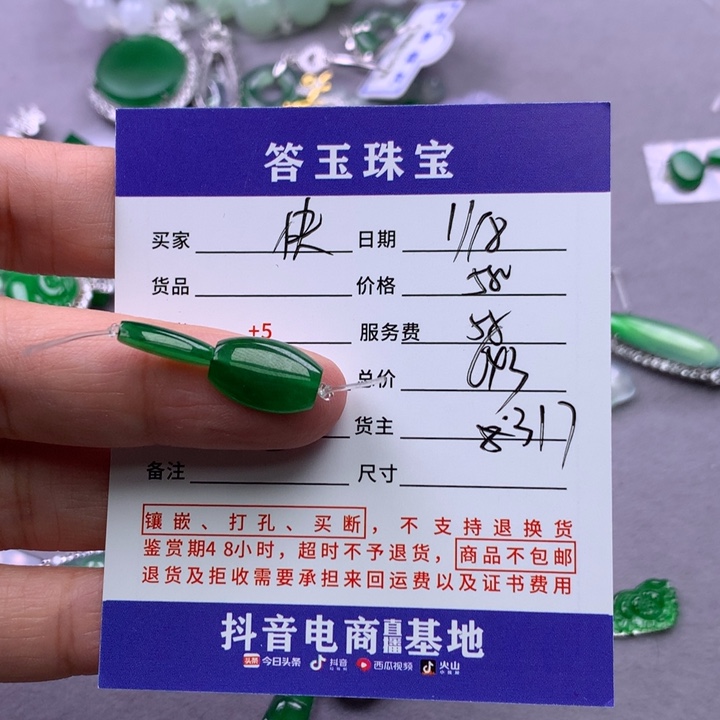 答玉珠宝
买家 快 日期 1/18
货品 价格 580
+5 服务费 58
总价
货主
备注 尺寸
镶嵌、打孔、买断，不支持退换货
鉴赏期48小时，超时不予退货，商品不包邮
退货及拒收需要承担来回运费以及证书费用
抖音电商直播基地
头条 今日头条 抖音 西瓜视频 火山